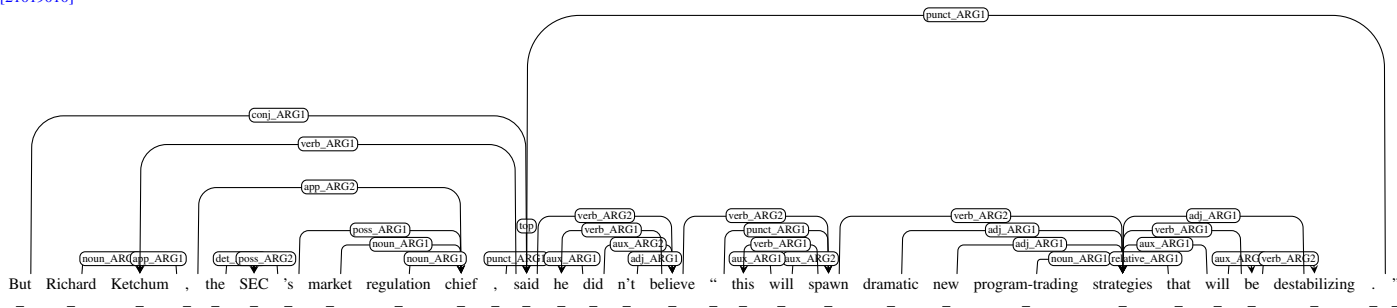 punct_ARG1
conj_ARG1
verb_ARG1
app_ARG2
verb_ARG2 verb_ARG2 verb_ARG2 adj_ARG1
top
poss_ARG1 verb_ARG1 punct_ARG1 adj_ARG1 verb_ARG1
noun_ARG1 aux_ARG2 verb_ARG1 adj_ARG1 aux_ARG1
app_ARG1 poss_ARG2 noun_ARG1 aux_ARG1 adj_ARG1 aux_ARG1 aux_ARG2 noun_ARG1 relative_ARG1 verb_ARG2
But Richard Ketchum , the SEC 's market regulation chief , said he did n't believe “ this will spawn dramatic new program-trading strategies that will be destabilizing . ”